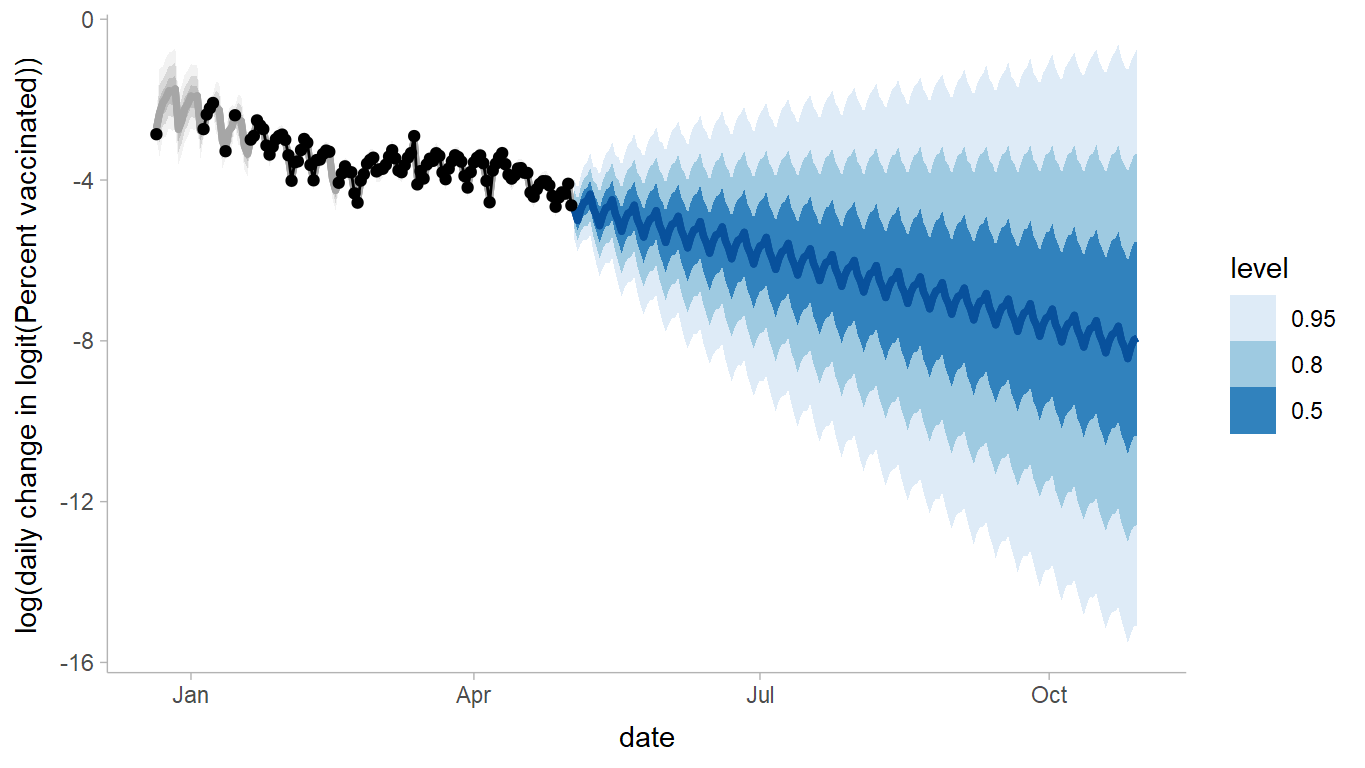 log(daily change in logit(Percent vaccinated))
0
-4
-8
-12
-16
Jan Apr Jul Oct
date
level
0.95
0.8
0.5